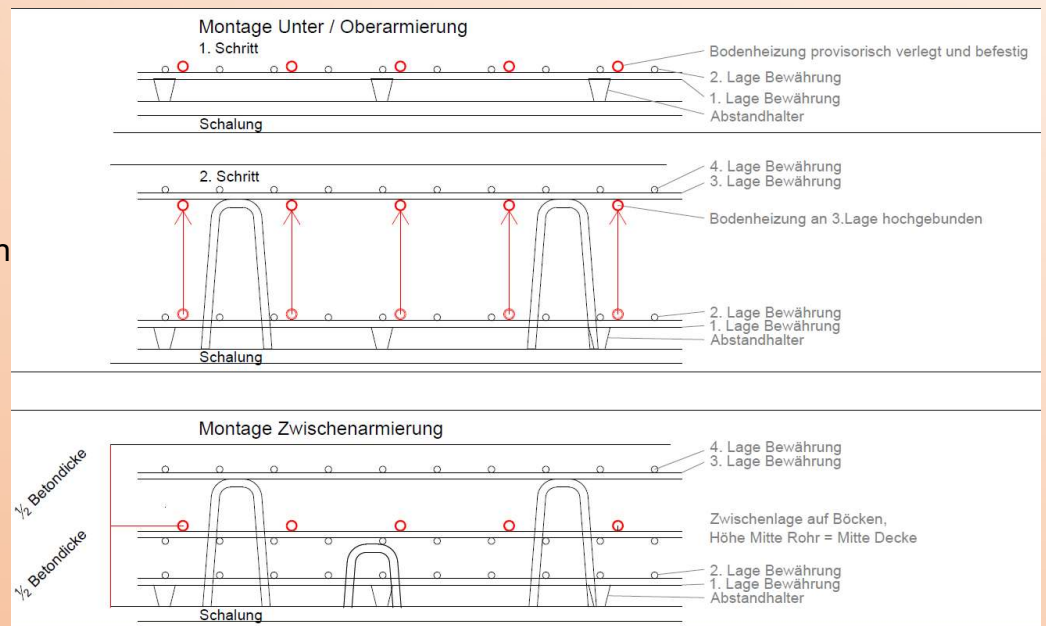 Montage Unter / Oberarmierung
1. Schritt
Bodenheizung provisorisch verlegt und befestig
2. Lage Bewährung
1. Lage Bewährung
Abstandhalter
Schalung
2. Schritt
4. Lage Bewährung
3. Lage Bewährung
Bodenheizung an 3.Lage hochgebunden
n
2. Lage Bewährung
1. Lage Bewährung
Abstandhalter
Schalung
Montage Zwischenarmierung
4. Lage Bewährung
3. Lage Bewährung
½ Betondicke
Zwischenlage auf Böcken,
Höhe Mitte Rohr = Mitte Decke
½ Betondicke
2. Lage Bewährung
1. Lage Bewährung
Abstandhalter
Schalung